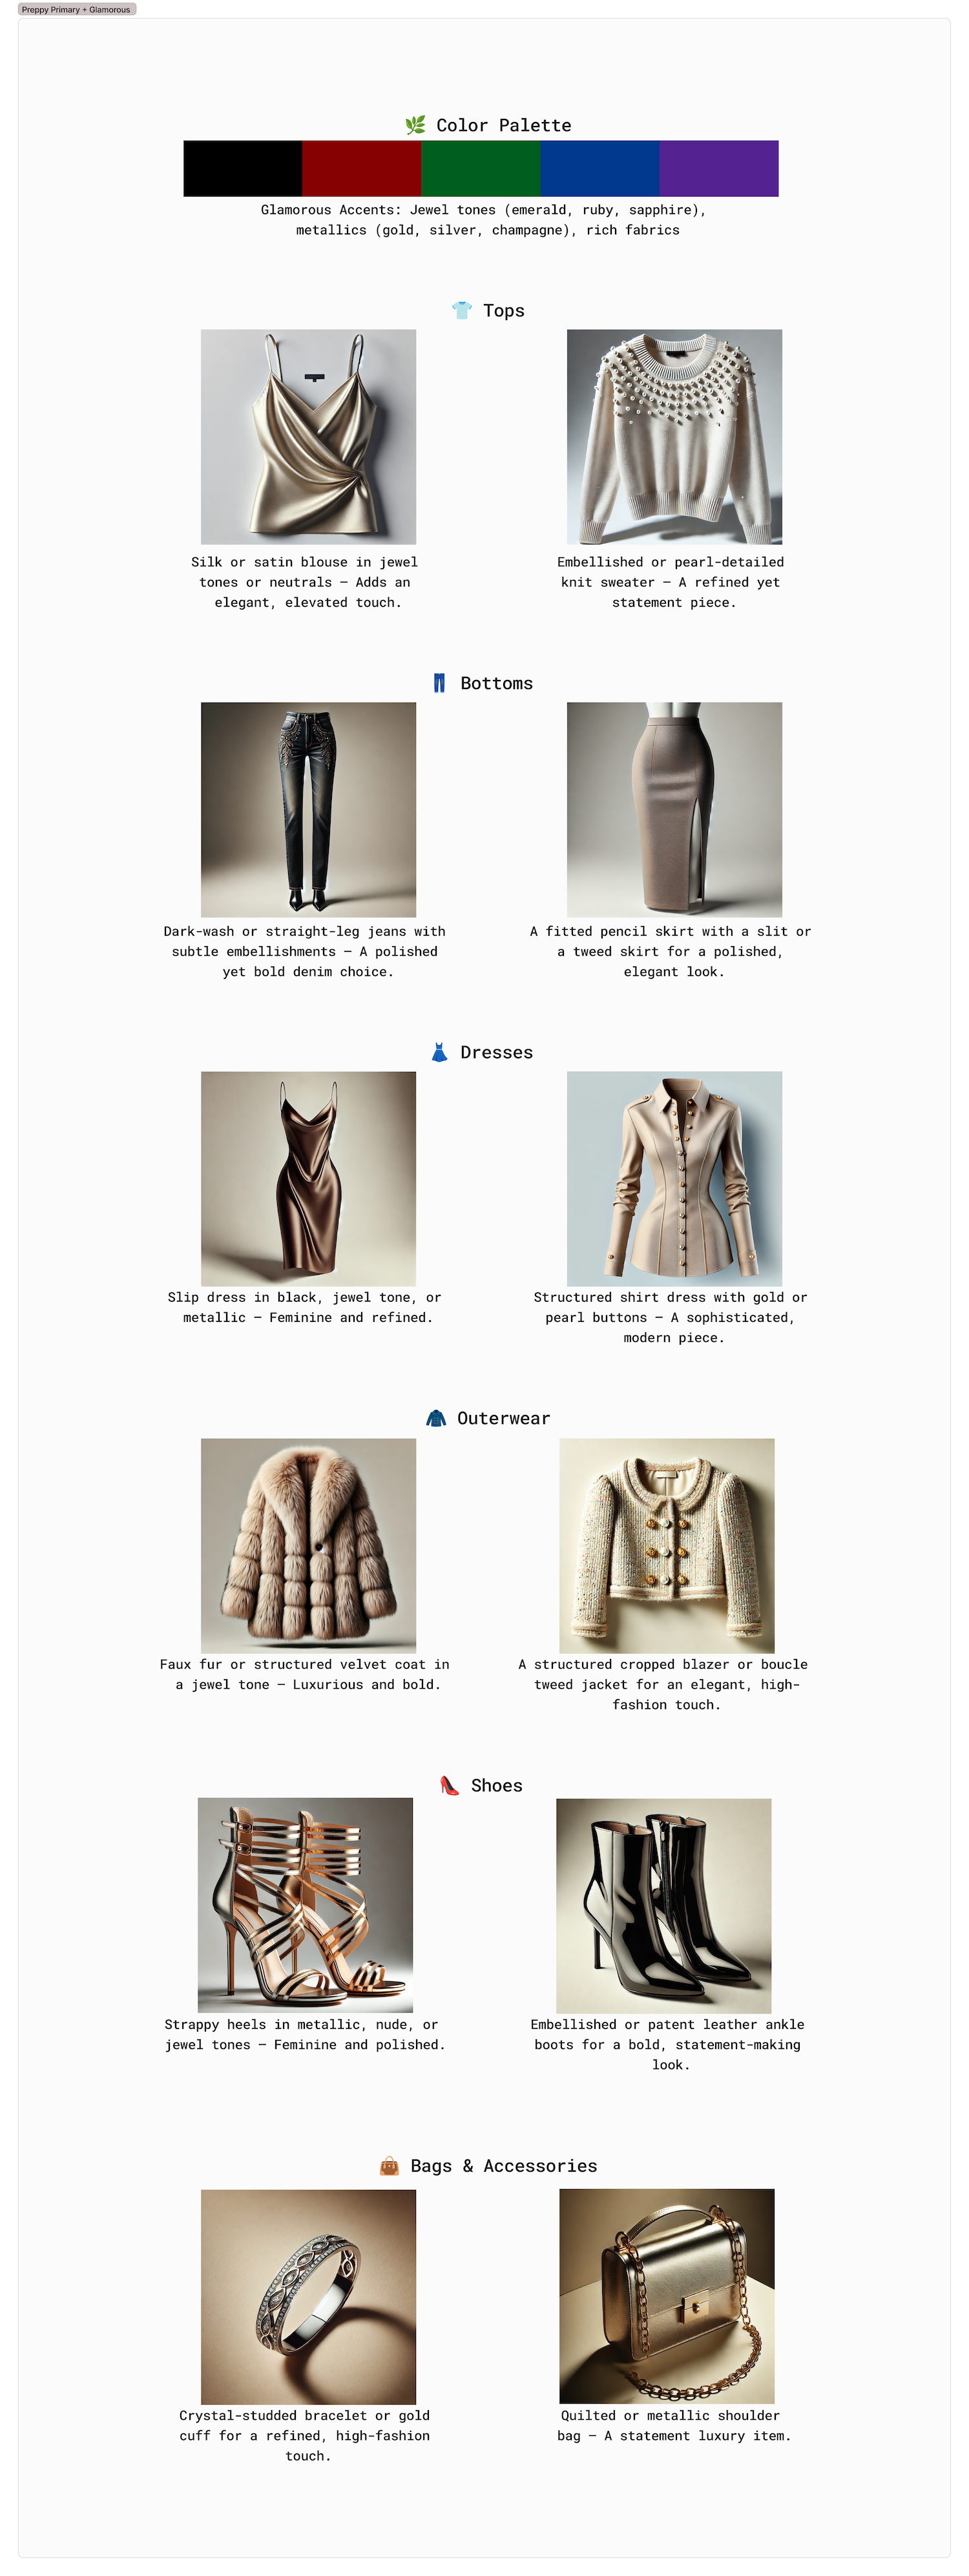 Preppy Primary + Glamorous
🌿 Color Palette
Glamorous Accents: Jewel tones (emerald, ruby, sapphire),
metallics (gold, silver, champagne), rich fabrics
👕 Tops
Silk or satin blouse in jewel
tones or neutrals – Adds an
elegant, elevated touch.
Embellished or pearl-detailed
knit sweater – A refined yet
statement piece.
👖 Bottoms
Dark-wash or straight-leg jeans with
subtle embellishments – A polished
yet bold denim choice.
A fitted pencil skirt with a slit or
a tweed skirt for a polished,
elegant look.
👗 Dresses
Slip dress in black, jewel tone, or
metallic – Feminine and refined.
Structured shirt dress with gold or
pearl buttons – A sophisticated,
modern piece.
🧥 Outerwear
Faux fur or structured velvet coat in
a jewel tone – Luxurious and bold.
A structured cropped blazer or boucle
tweed jacket for an elegant, high-
fashion touch.
👠 Shoes
Strappy heels in metallic, nude, or
jewel tones – Feminine and polished.
Embellished or patent leather ankle
boots for a bold, statement-making
look.
👜 Bags & Accessories
Crystal-studded bracelet or gold
cuff for a refined, high-fashion
touch.
Quilted or metallic shoulder
bag – A statement luxury item.